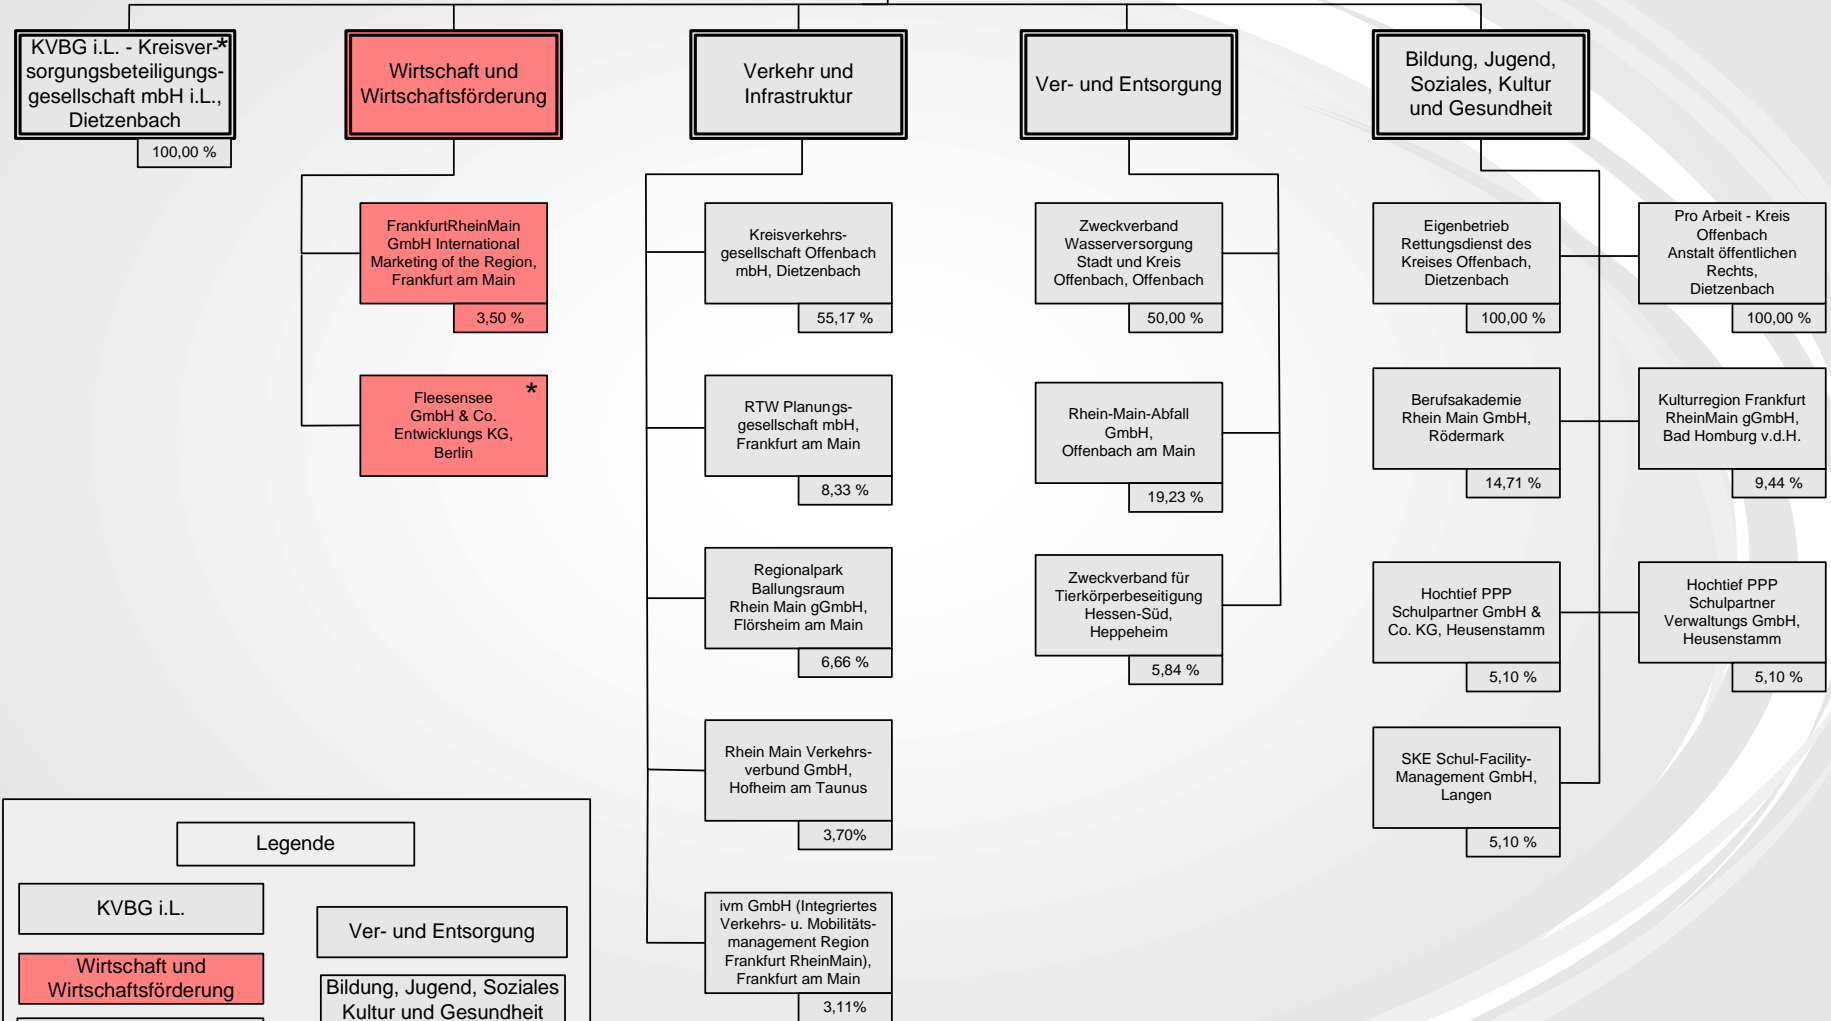 KVBG i.L. - Kreisver-*
sorgungsbeteiligungs-
gesellschaft mbH i.L.,
Dietzenbach
100,00 %
Wirtschaft und
Wirtschaftsförderung
FrankfurtRheinMain
GmbH International
Marketing of the Region,
Frankfurt am Main
3,50 %
Fleesensee *
GmbH & Co.
Entwicklungs KG,
Berlin
Verkehr und
Infrastruktur
Kreisverkehrs-
gesellschaft Offenbach
mbH, Dietzenbach
55,17 %
RTW Planungs-
gesellschaft mbH,
Frankfurt am Main
8,33 %
Regionalpark
Ballungsraum
Rhein Main gGmbH,
Flörsheim am Main
6,66 %
Rhein Main Verkehrs-
verbund GmbH,
Hofheim am Taunus
3,70%
ivm GmbH (Integriertes
Verkehrs- u. Mobilitäts-
management Region
Frankfurt RheinMain),
Frankfurt am Main
3,11%
Ver- und Entsorgung
Zweckverband
Wasserversorgung
Stadt und Kreis
Offenbach, Offenbach
50,00 %
Rhein-Main-Abfall
GmbH,
Offenbach am Main
19,23 %
Zweckverband für
Tierkörperbeseitigung
Hessen-Süd,
Heppeheim
5,84 %
Bildung, Jugend,
Soziales, Kultur
und Gesundheit
Eigenbetrieb
Rettungsdienst des
Kreises Offenbach,
Dietzenbach
100,00 %
Pro Arbeit - Kreis
Offenbach
Anstalt öffentlichen
Rechts,
Dietzenbach
100,00 %
Berufsakademie
Rhein Main GmbH,
Rödermark
14,71 %
Kulturregion Frankfurt
RheinMain gGmbH,
Bad Homburg v.d.H.
9,44 %
Hochtief PPP
Schulpartner GmbH &
Co. KG, Heusenstamm
5,10 %
Hochtief PPP
Schulpartner
Verwaltungs GmbH,
Heusenstamm
5,10 %
SKE Schul-Facility-
Management GmbH,
Langen
5,10 %
Legende
KVBG i.L.
Wirtschaft und
Wirtschaftsförderung
Ver- und Entsorgung
Bildung, Jugend, Soziales
Kultur und Gesundheit